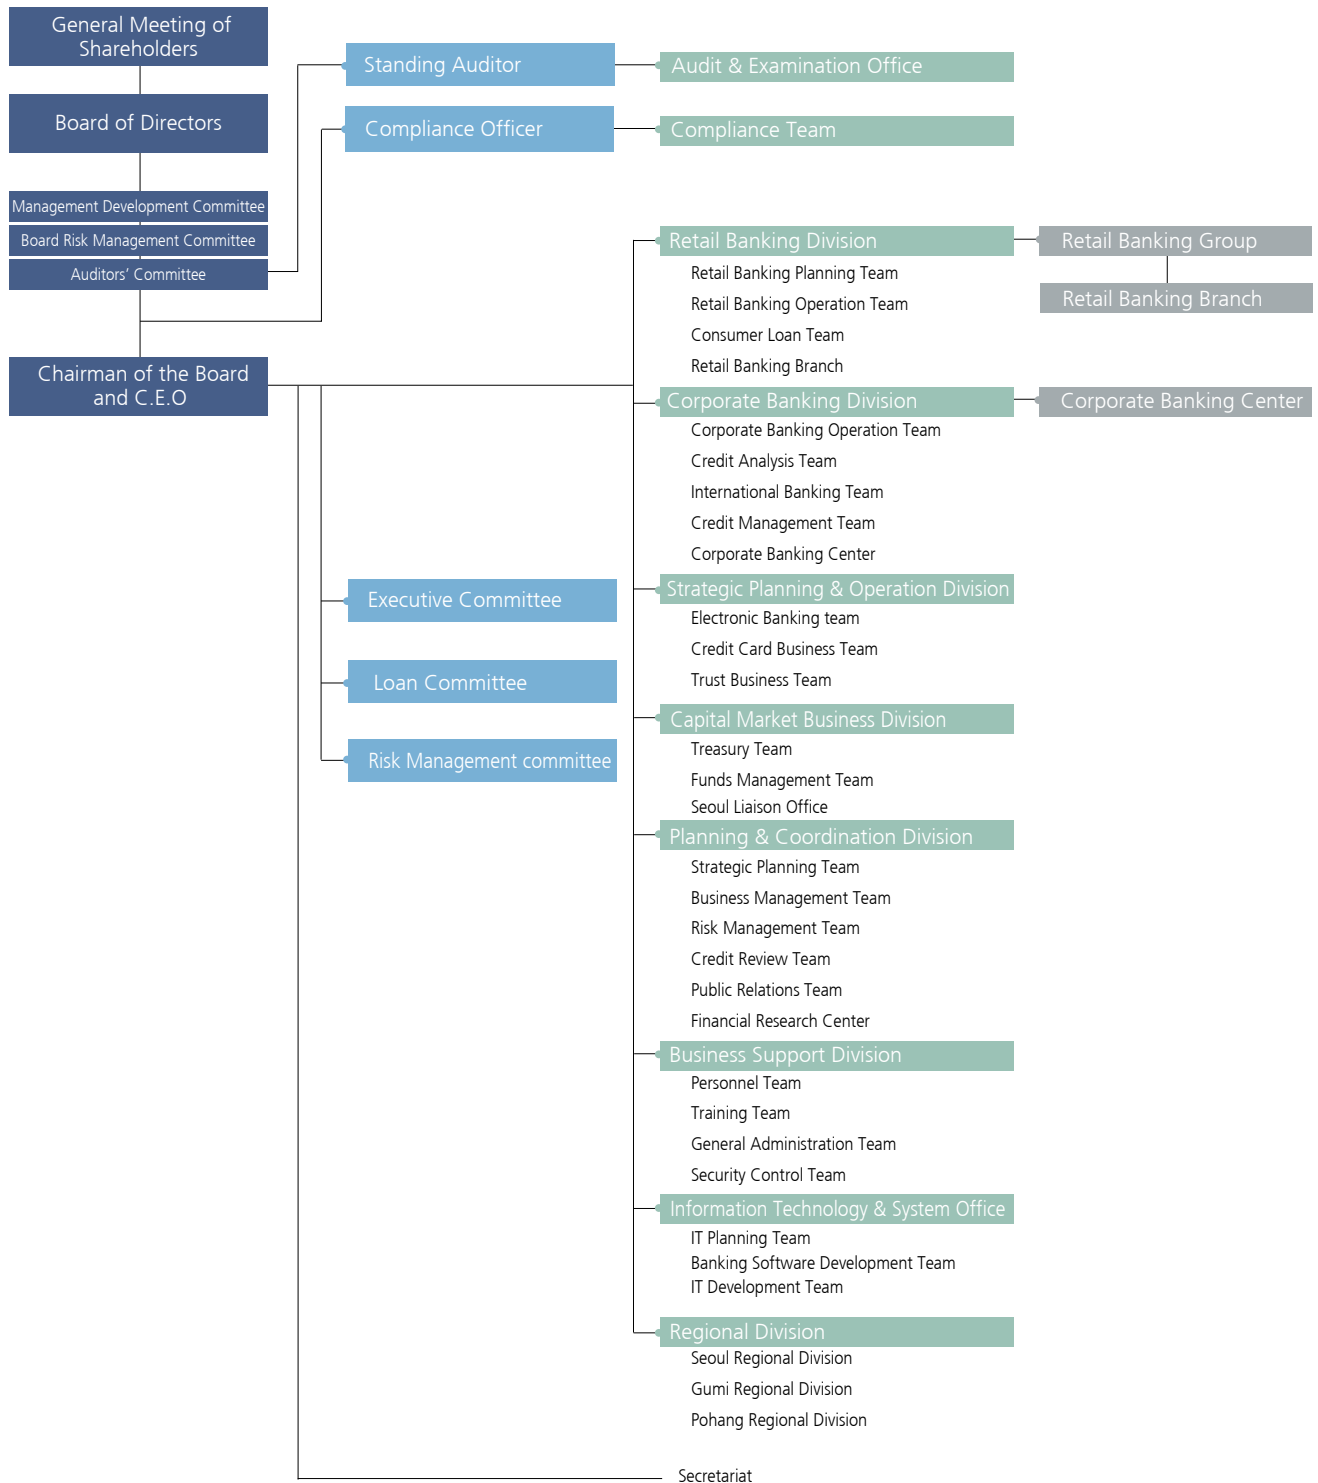 General Meeting of
Shareholders
Board of Directors
Management Development Committee
Board Risk Management Committee
Auditors’ Committee
Chairman of the Board
and C.E.O
Standing Auditor
Compliance Officer
Executive Committee
Loan Committee
Risk Management committee
Audit & Examination Office
Compliance Team
Retail Banking Division
Retail Banking Planning Team
Retail Banking Operation Team
Consumer Loan Team
Retail Banking Branch
Corporate Banking Division
Corporate Banking Operation Team
Credit Analysis Team
International Banking Team
Credit Management Team
Corporate Banking Center
Strategic Planning & Operation Division
Electronic Banking team
Credit Card Business Team
Trust Business Team
Capital Market Business Division
Treasury Team
Funds Management Team
Seoul Liaison Office
Planning & Coordination Division
Strategic Planning Team
Business Management Team
Risk Management Team
Credit Review Team
Public Relations Team
Financial Research Center
Business Support Division
Personnel Team
Training Team
General Administration Team
Security Control Team
Information Technology & System Office
IT Planning Team
Banking Software Development Team
IT Development Team
Regional Division
Seoul Regional Division
Gumi Regional Division
Pohang Regional Division
Secretariat
Retail Banking Group
Retail Banking Branch
Corporate Banking Center